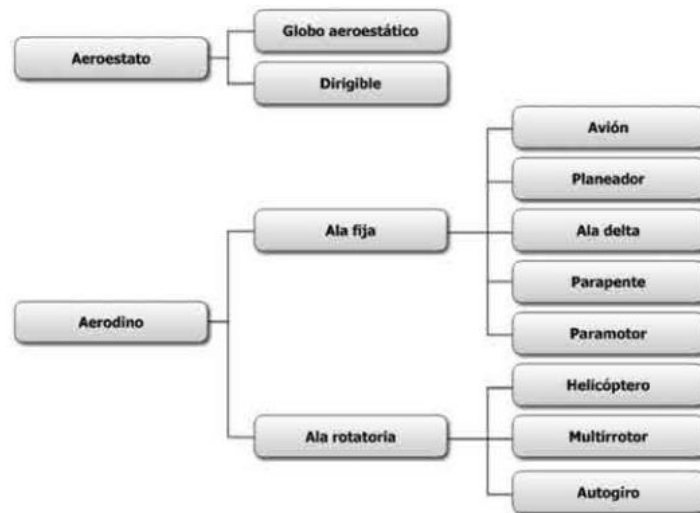 Globo aeroestático
Aeroestato
Dirigible
Avión
Planeador
Ala fija
Ala delta
Parapente
Aerodino
Paramotor
Helicóptero
Ala rotatoria
Multirrotor
Autogiro